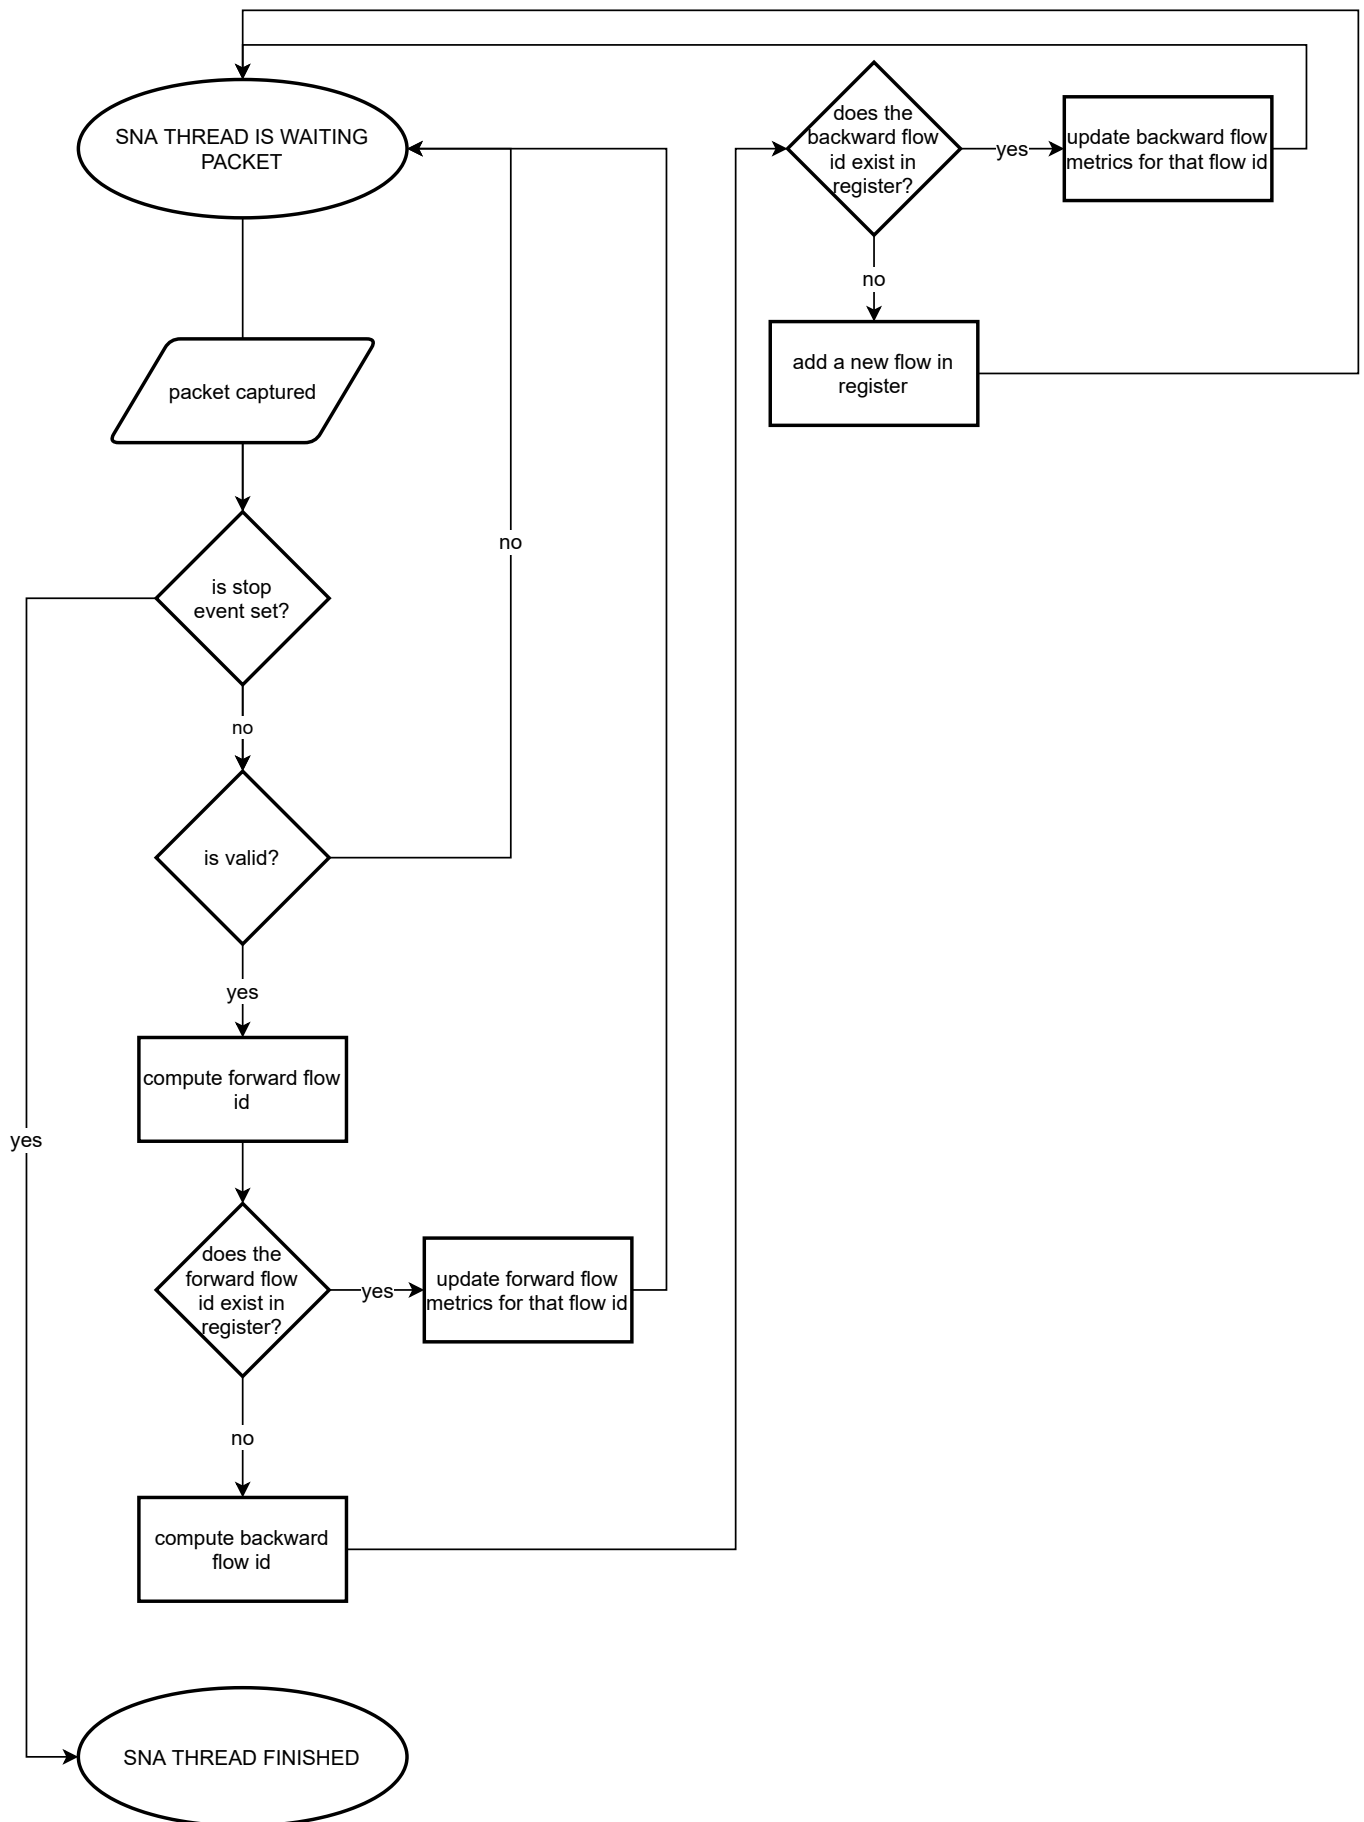 SNA THREAD IS WAITING
PACKET
packet captured
is stop
event set?
no
is valid?
no
yes
compute forward flow
id
yes
does the
forward flow
id exist in
register?
yes
update forward flow
metrics for that flow id
no
compute backward
flow id
SNA THREAD FINISHED
does the
backward flow
id exist in
register?
yes
update backward flow
metrics for that flow id
no
add a new flow in
register